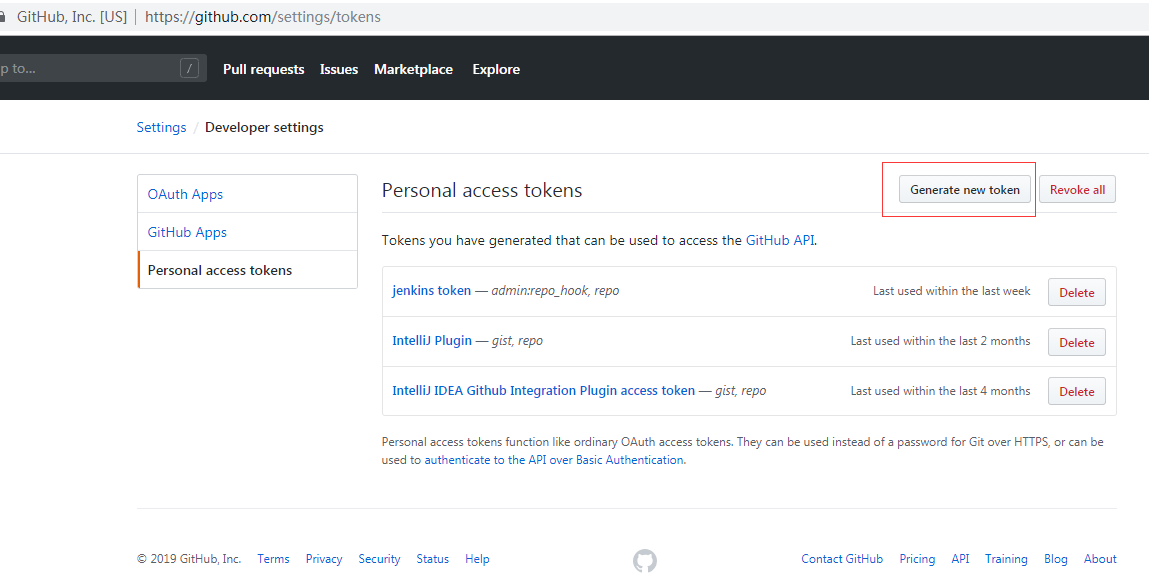 GitHub, Inc. [US] | https://github.com/settings/tokens
p to... /
Pull requests Issues Marketplace Explore
Settings / Developer settings
OAuth Apps
GitHub Apps
Personal access tokens
Personal access tokens
Generate new token Revoke all
Tokens you have generated that can be used to access the GitHub API.
jenkins token — admin:repo_hook, repo Last used within the last week Delete
IntelliJ Plugin — gist, repo Last used within the last 2 months Delete
IntelliJ IDEA Github Integration Plugin access token — gist, repo Last used within the last 4 months Delete
Personal access tokens function like ordinary OAuth access tokens. They can be used instead of a password for Git over HTTPS, or can be
used to authenticate to the API over Basic Authentication.
© 2019 GitHub, Inc. Terms Privacy Security Status Help Contact GitHub Pricing API Training Blog About